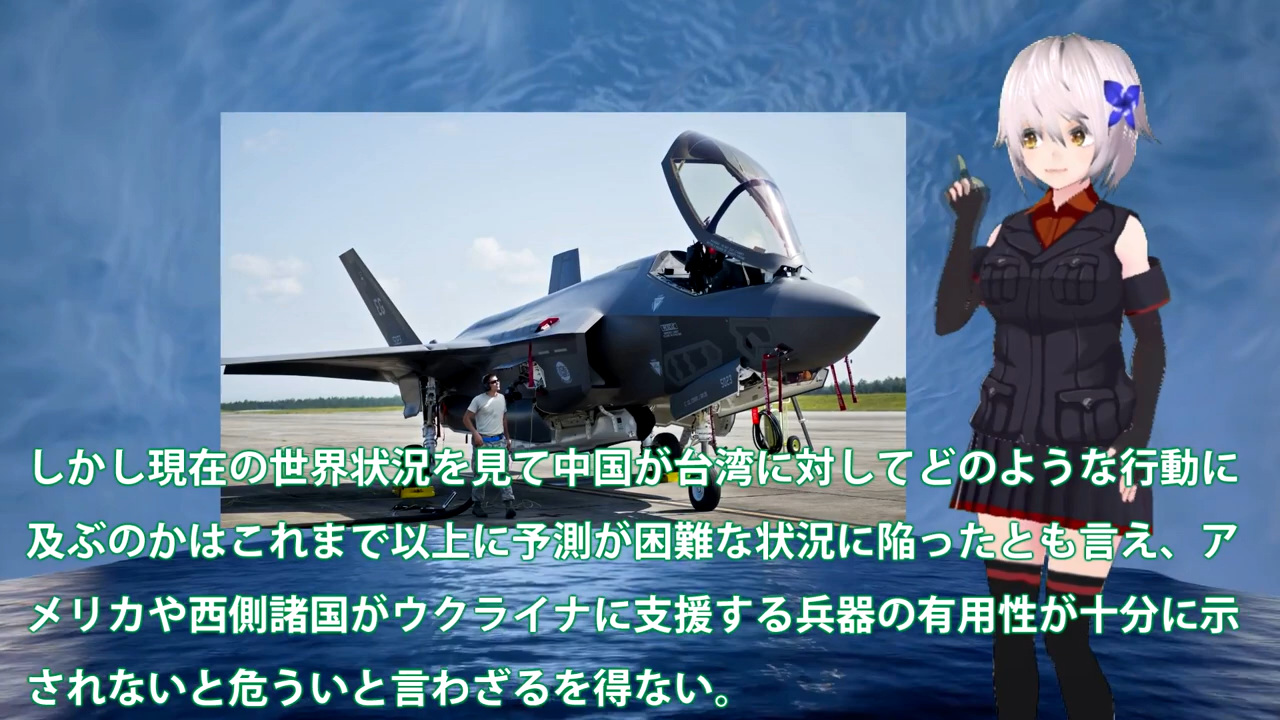 しかし現在の世界状況を見て中国が台湾に対してどのような行動に
及ぶのかはこれまで以上に予測が困難な状況に陥ったとも言え、ア
メリカや西側諸国がウクライナに支援する兵器の有用性が十分に示
されないと危ういと言わざるを得ない。